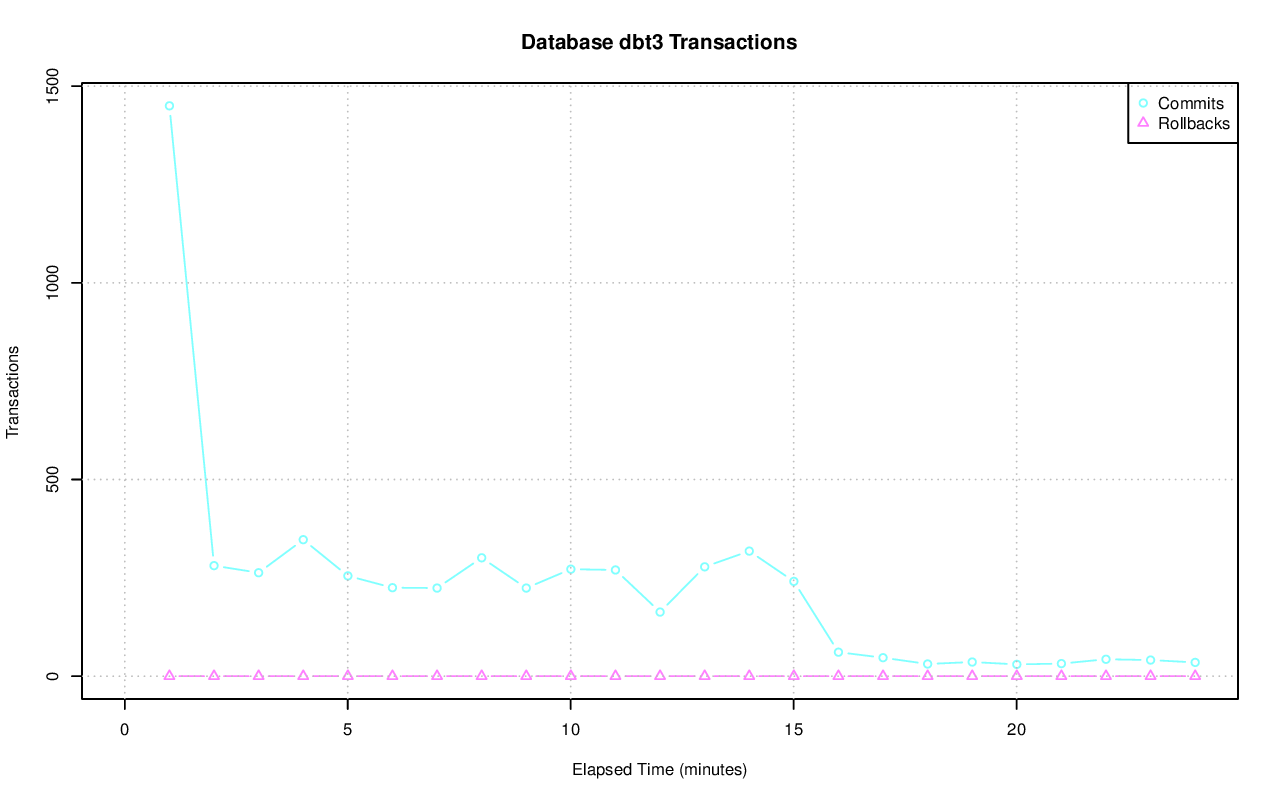 Database dbt3 Transactions
Commits
Rollbacks
Transactions
1500
1000
500
0
0 5 10 15 20
Elapsed Time (minutes)